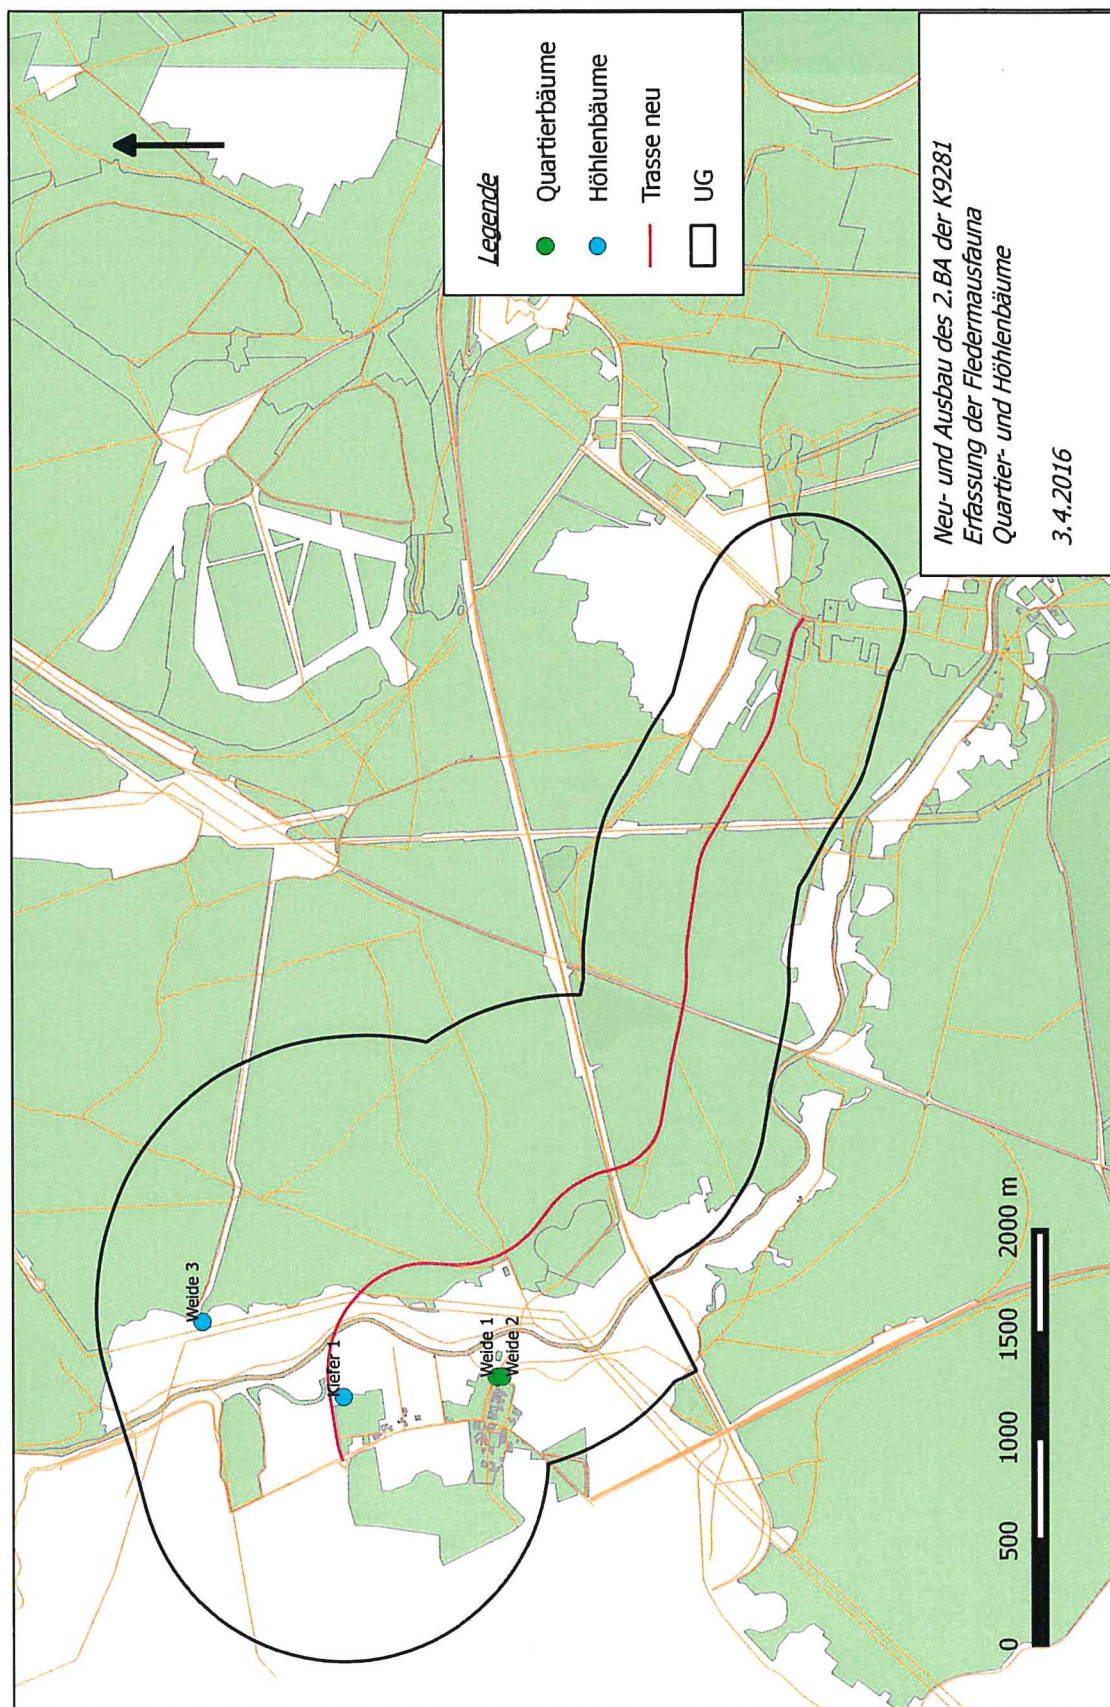 Legende
Quartierbäume
Höhlenbäume
Trasse neu
UG
Weide 3
Kiefer 1
Weide 1
Weide 2
0 500 1000 1500 2000 m
Neu- und Ausbau des 2.BA der K9281
Erfassung der Fledermausfauna
Quartier- und Höhlenbäume
3.4.2016